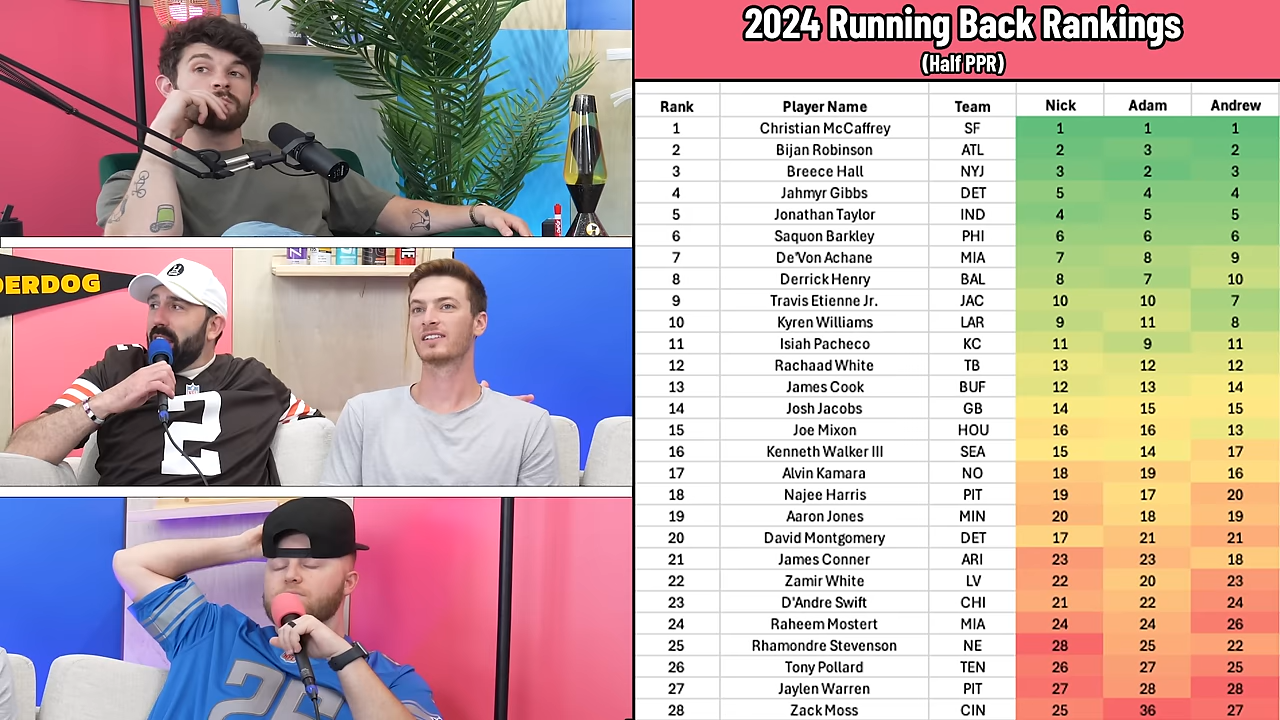 DERDOG
2
25
2024 Running Back Rankings
(Half PPR)
Rank Player Name Team Nick Adam Andrew
1 Christian McCaffrey SF 1 1 1
2 Bijan Robinson ATL 2 3 2
3 Breece Hall NYJ 3 2 3
4 Jahmyr Gibbs DET 5 4 4
5 Jonathan Taylor IND 4 5 5
6 Saquon Barkley PHI 6 6 6
7 De'Von Achane MIA 7 8 9
8 Derrick Henry BAL 8 7 10
9 Travis Etienne Jr. JAC 10 10 7
10 Kyren Williams LAR 9 11 8
11 Isiah Pacheco KC 11 9 11
12 Rachaad White TB 13 12 12
13 James Cook BUF 12 13 14
14 Josh Jacobs GB 14 15 15
15 Joe Mixon HOU 16 16 13
16 Kenneth Walker III SEA 15 14 17
17 Alvin Kamara NO 18 19 16
18 Najee Harris PIT 19 17 20
19 Aaron Jones MIN 20 18 19
20 David Montgomery DET 17 21 21
21 James Conner ARI 23 23 18
22 Zamir White LV 22 20 23
23 D'Andre Swift CHI 21 22 24
24 Raheem Mostert MIA 24 24 26
25 Rhamondre Stevenson NE 28 25 22
26 Tony Pollard TEN 26 27 25
27 Jaylen Warren PIT 27 28 28
28 Zack Moss CIN 25 36 27